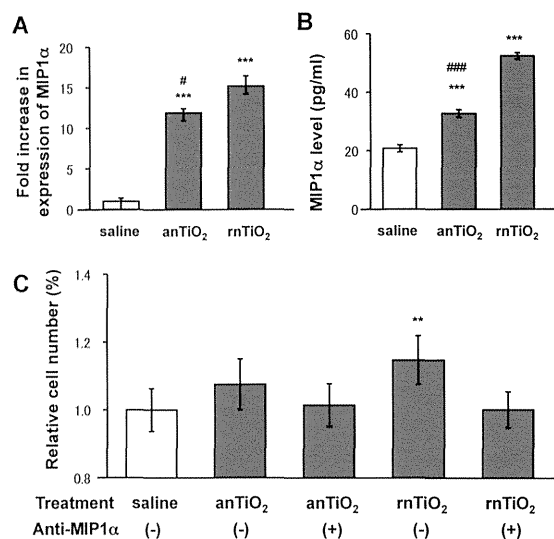 A
Fold increase in
expression of MIP1α
20
15
10
5
0
#
***
***
saline
anTiO₂
rnTiO₂
B
MIP1α level (pg/ml)
60
40
20
0
###
***
***
saline
anTiO₂
rnTiO₂
C
Relative cell number (%)
1.4
1.2
1.0
0.8
**
Treatment saline anTiO₂ anTiO₂ rnTiO₂ rnTiO₂
Anti-MIP1α (-) (-) (+) (-) (+)